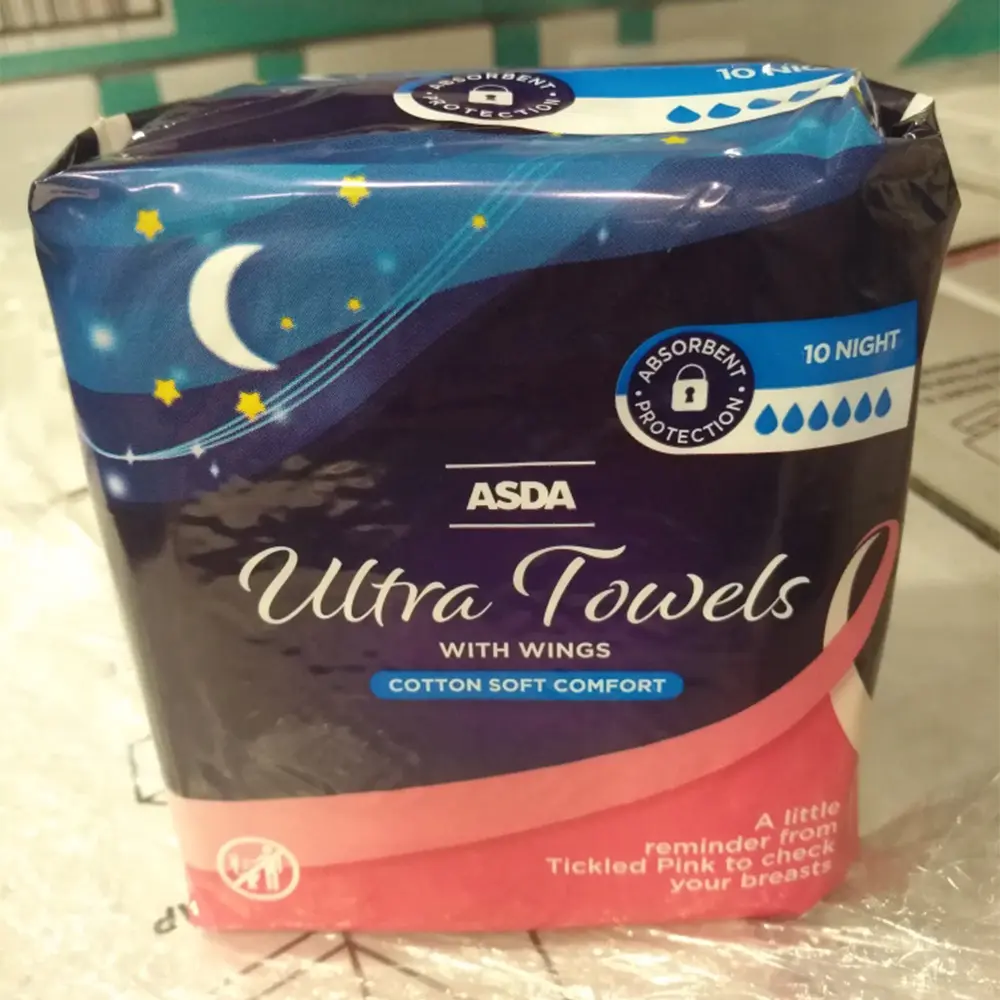 ABSORBENT
PROTECTION
10
ABSORBENT
PROTECTION
10 NIGHT
ASDA
Ultra Towels
WITH WINGS
COTTON SOFT COMFORT
A little
reminder from
Tickled Pink to check
your breasts